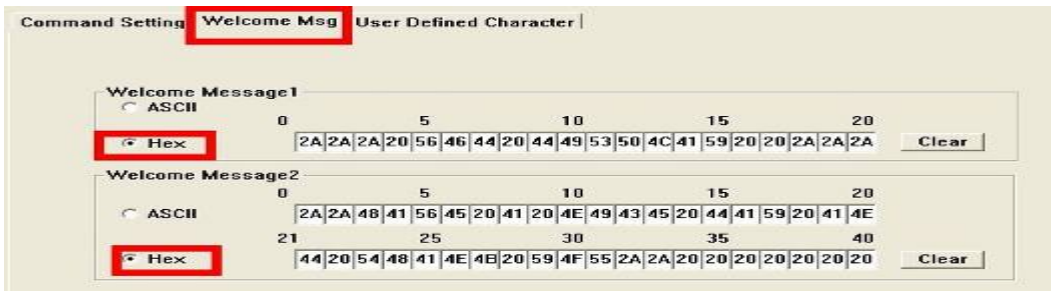 Command Setting Welcome Msg User Defined Character
Welcome Message1
ASCII
0 5 10 15 20
Hex 2A 2A 2A 20 56 46 44 20 44 49 53 50 4C 41 59 20 20 2A 2A 2A Clear
Welcome Message2
0 5 10 15 20
ASCII 2A 2A 48 41 56 45 20 41 20 4E 49 43 45 20 44 41 59 20 41 4E
21 25 30 35 40
Hex 44 20 54 48 41 4E 4B 20 59 4F 55 2A 2A 20 20 20 20 20 20 20 Clear